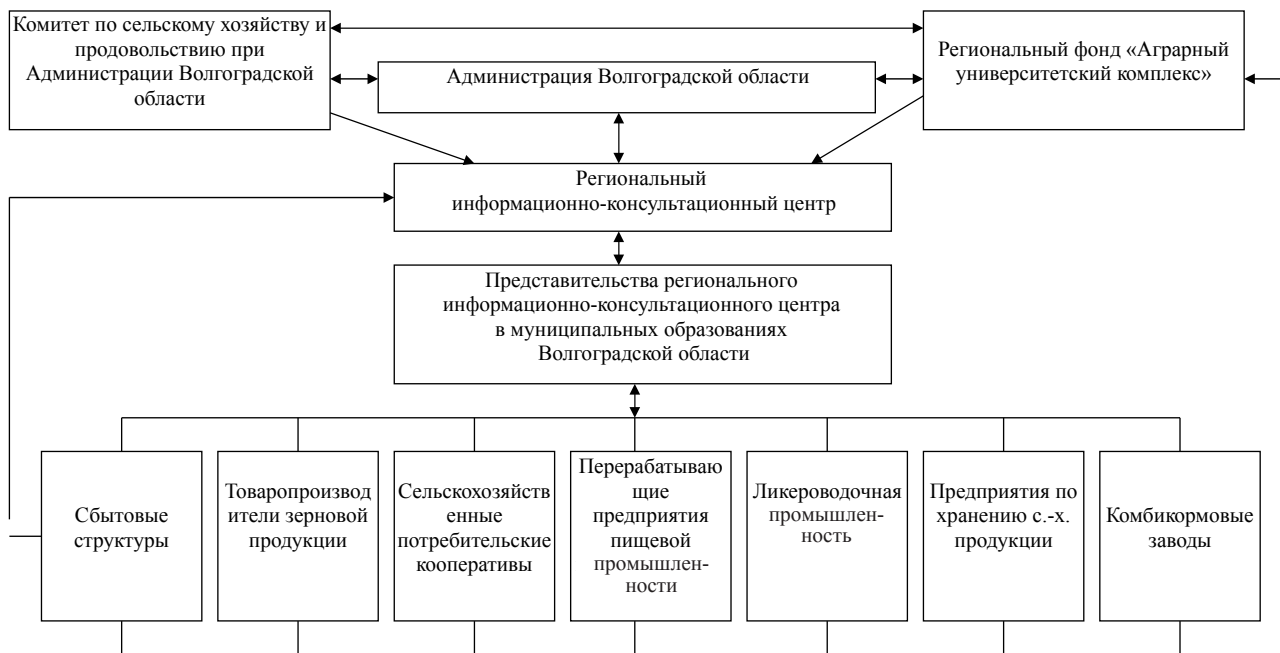 Комитет по сельскому хозяйству и
продовольствию при
Администрации Волгоградской
области
Администрация Волгоградской области
Региональный фонд «Аграрный
университетский комплекс»
Региональный
информационно-консультационный центр
Представительства регионального
информационно-консультационного центра
в муниципальных образованиях
Волгоградской области
Сбытовые
структуры
Товаропроизвод
ители зерновой
продукции
Сельскохозяйств
енные
потребительские
кооперативы
Перерабатываю
щие
предприятия
пищевой
промышлен-
ности
Ликероводочная
промышлен-
ность
Предприятия по
хранению с.-х.
продукции
Комбикормовые
заводы